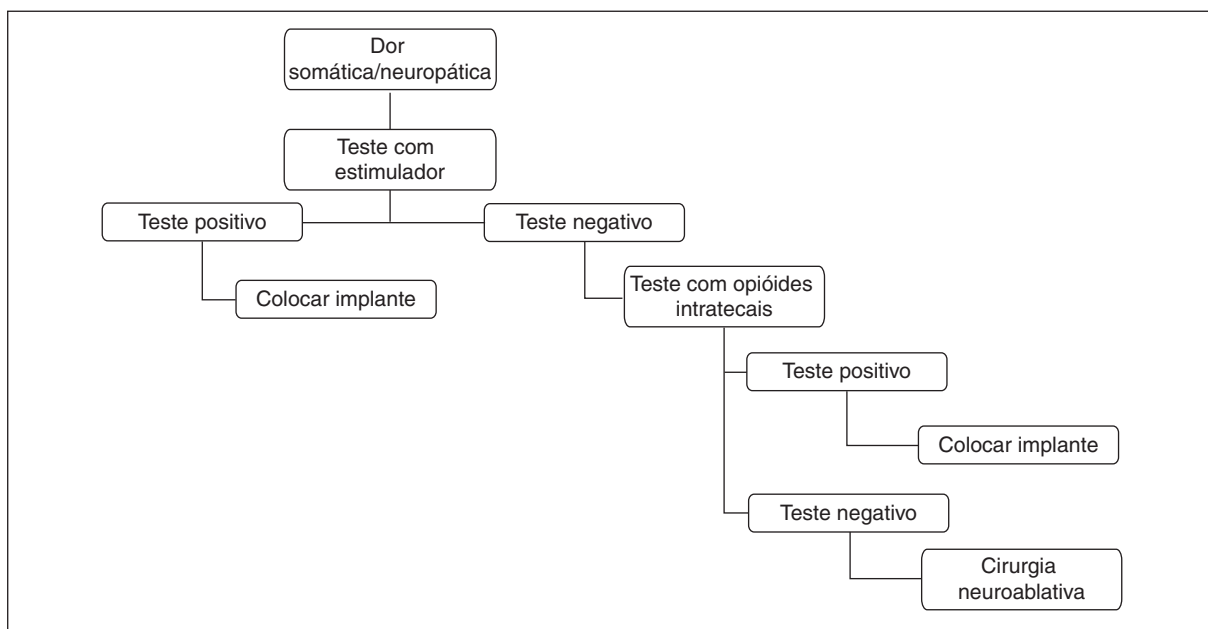 Dor
somática/neuropática
Teste com
estimulador
Teste positivo
Teste negativo
Colocar implante
Teste com opióides
intratecais
Teste positivo
Colocar implante
Teste negativo
Cirurgia
neuroablativa